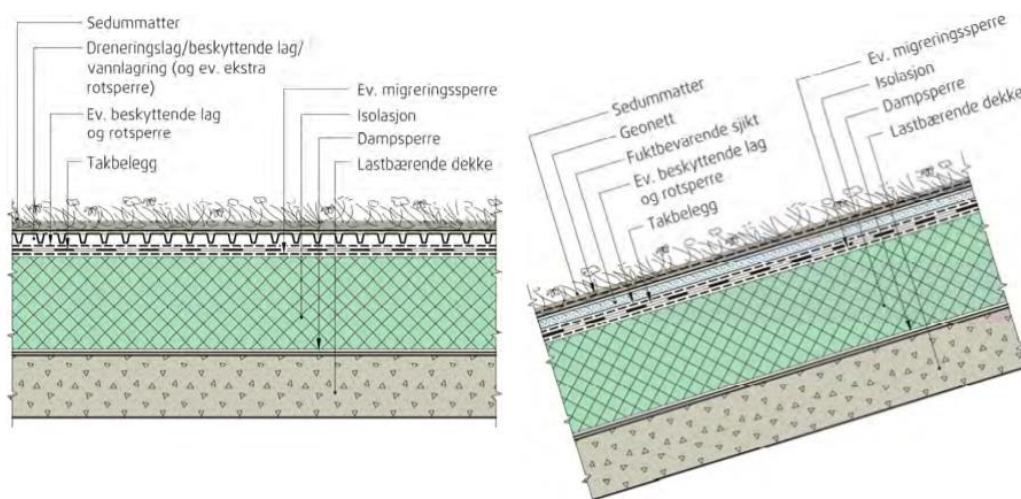 Sedummatter
Dreneringslag/beskyttende lag/
vannlagring (og ev. ekstra
rotsperre)
Ev. beskyttende lag
og rotsperre
Takbelegg
Ev. migreringssperre
Isolasjon
Dampsperre
Lastbærende dekke
Sedummatter
Geonett
Fuktbevarende sjikt
Ev. beskyttende lag
og rotsperre
Takbelegg
Ev. migreringssperre
Isolasjon
Dampsperre
Lastbærende dekke